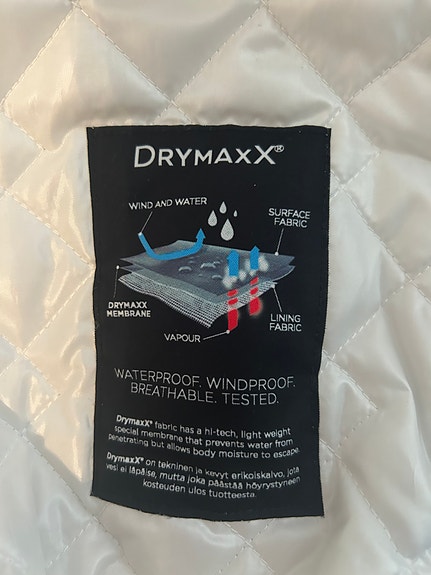 DRYMAXX®
WIND AND WATER
SURFACE
FABRIC
DRYMAXX
MEMBRANE
LINING
FABRIC
VAPOUR
WATERPROOF. WINDPROOF.
BREATHABLE. TESTED.
DrymaxX® fabric has a hi-tech, light weight
special membrane that prevents water from
penetrating but allows body moisture to escape.
DrymaxX® on tekninen ja kevyt erikoiskalvo, jota
vesi ei läpäise, mutta joka päästää höyrystyneen
kosteuden ulos tuotteesta.